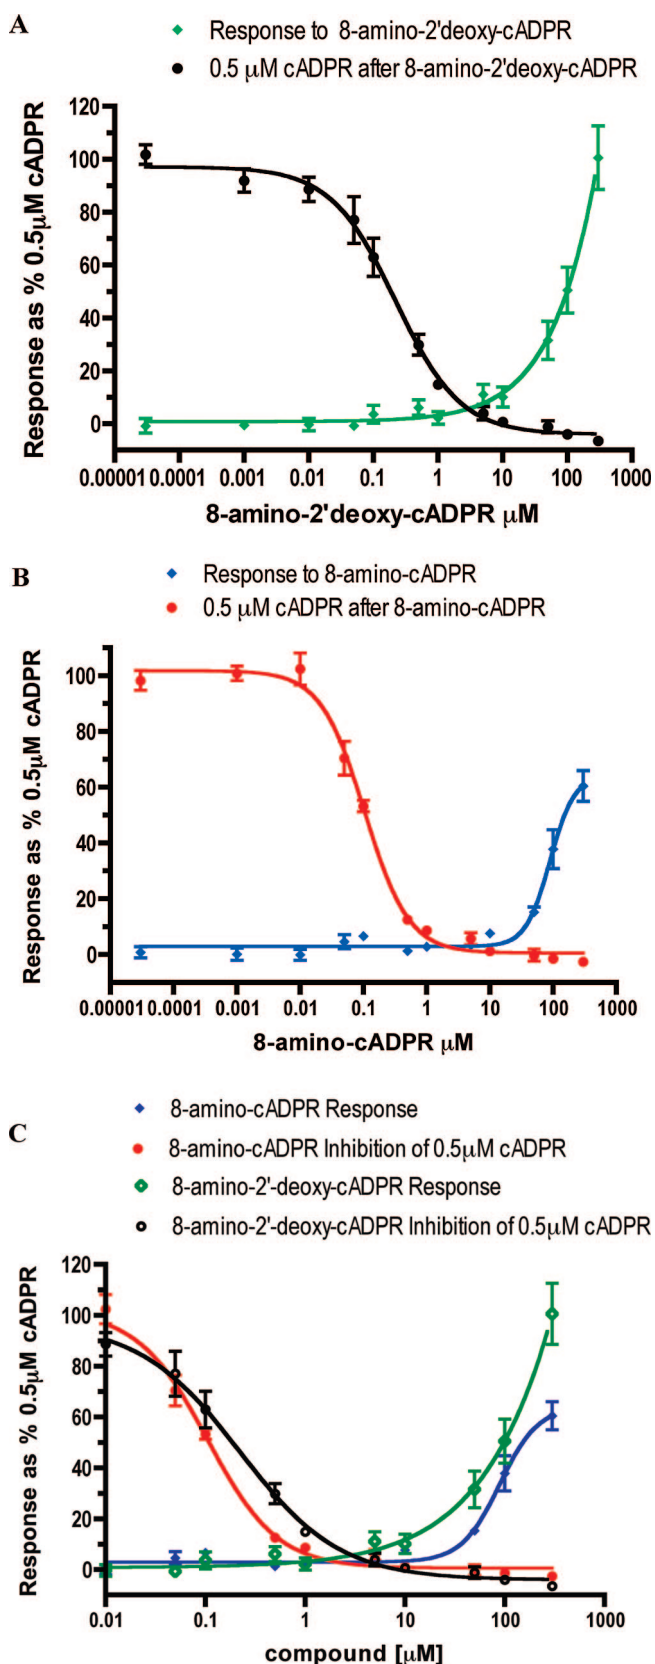 A
Response to 8-amino-2'deoxy-cADPR
0.5 μM cADPR after 8-amino-2'deoxy-cADPR
Response as % 0.5μM cADPR
120
100
80
60
40
20
0
0.00001 0.0001 0.001 0.01 0.1 1 10 100 1000
8-amino-2'deoxy-cADPR μM
B
Response to 8-amino-cADPR
0.5 μM cADPR after 8-amino-cADPR
Response as % 0.5μM cADPR
100
80
60
40
20
0
0.00001 0.0001 0.001 0.01 0.1 1 10 100 1000
8-amino-cADPR μM
C
8-amino-cADPR Response
8-amino-cADPR Inhibition of 0.5μM cADPR
8-amino-2'-deoxy-cADPR Response
8-amino-2'-deoxy-cADPR Inhibition of 0.5μM cADPR
Response as % 0.5μM cADPR
120
100
80
60
40
20
0
0.01 0.1 1 10 100 1000
compound [μM]